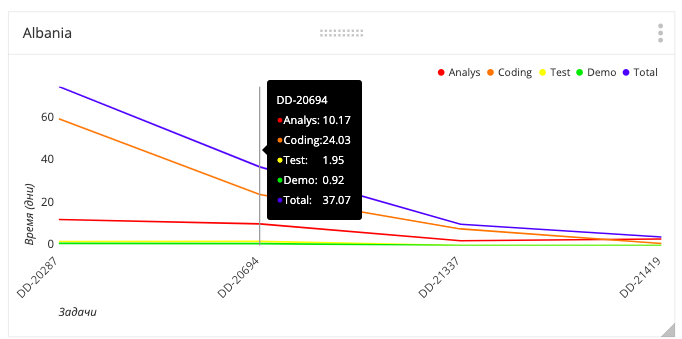 Albania
Analys Coding Test Demo Total
DD-20694
Analys: 10.17
Coding: 24.03
Test: 1.95
Demo: 0.92
Total: 37.07
60
40
20
0
Время (дни)
DD-20287 DD-20694 DD-21337 DD-21419
Задачи